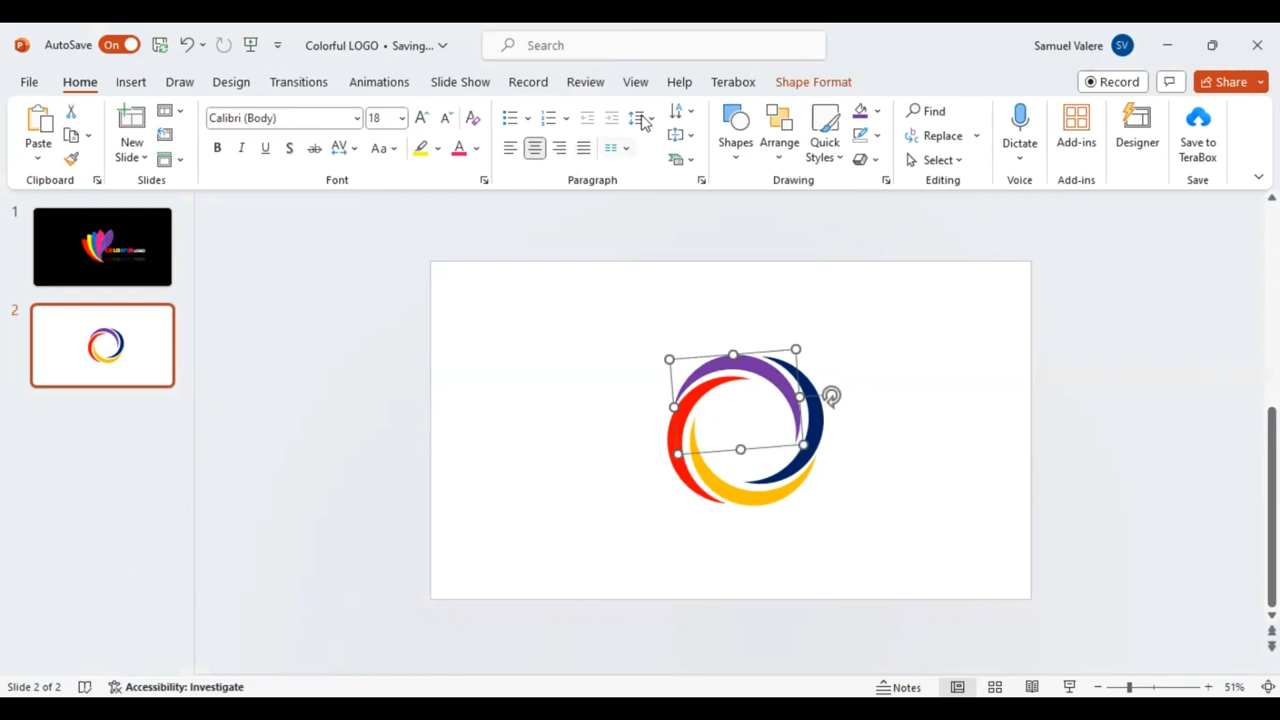 AutoSave On Colorful LOGO • Saving... Search Samuel Valere SV
File Home Insert Draw Design Transitions Animations Slide Show Record Review View Help Terabox Shape Format Record Share
Paste New Slide Calibri (Body) 18 Aa Shapes Arrange Quick Styles Find Replace Select Dictate Add-ins Designer Save to TeraBox
B I U S ab AV A
Clipboard Slides Font Paragraph Drawing Editing Voice Add-ins Save
1
2
Slide 2 of 2 Accessibility: Investigate Notes 51%